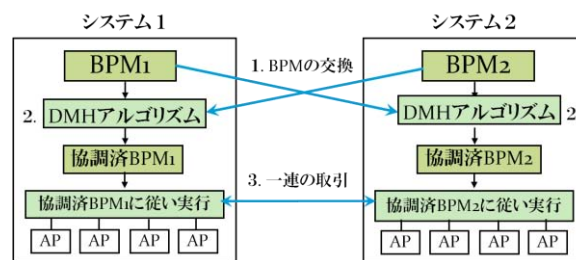 システム1
システム2
BPM1
1. BPMの交換
BPM2
2.
DMHアルゴリズム
DMHアルゴリズム
2
協調済BPM1
協調済BPM2
協調済BPM1に従い実行
3. 一連の取引
協調済BPM2に従い実行
AP
AP
AP
AP
AP
AP
AP
AP